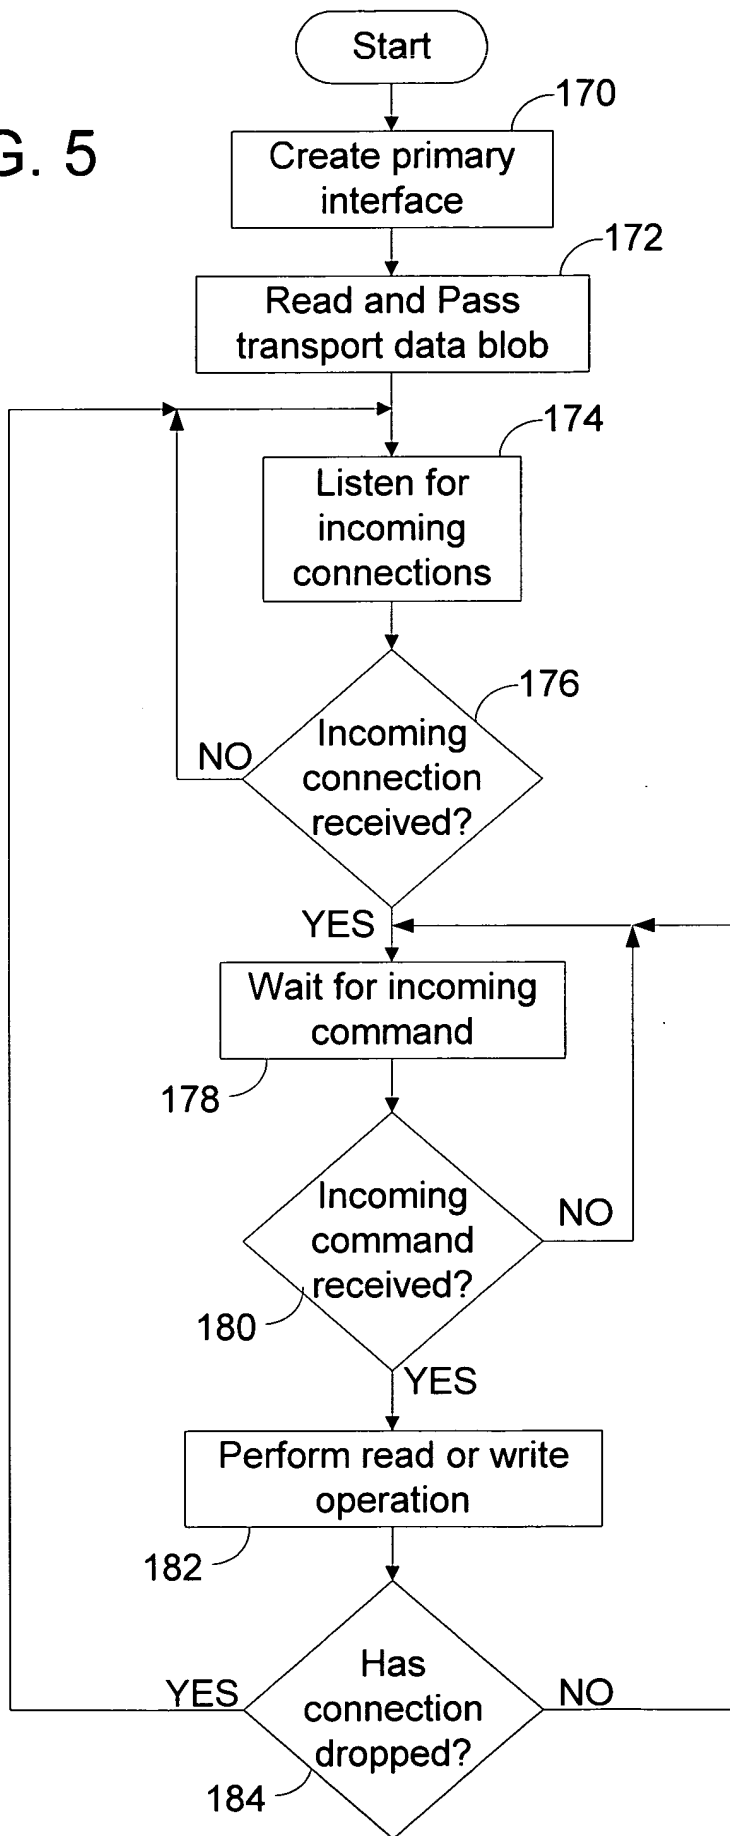 Start
170
G. 5
Create primary
interface
172
Read and Pass
transport data blob
174
Listen for
incoming
connections
176
Incoming
connection
received?
NO
YES
Wait for incoming
command
178
Incoming
command
received?
NO
180
YES
Perform read or write
operation
182
Has
connection
dropped?
YES
NO
184